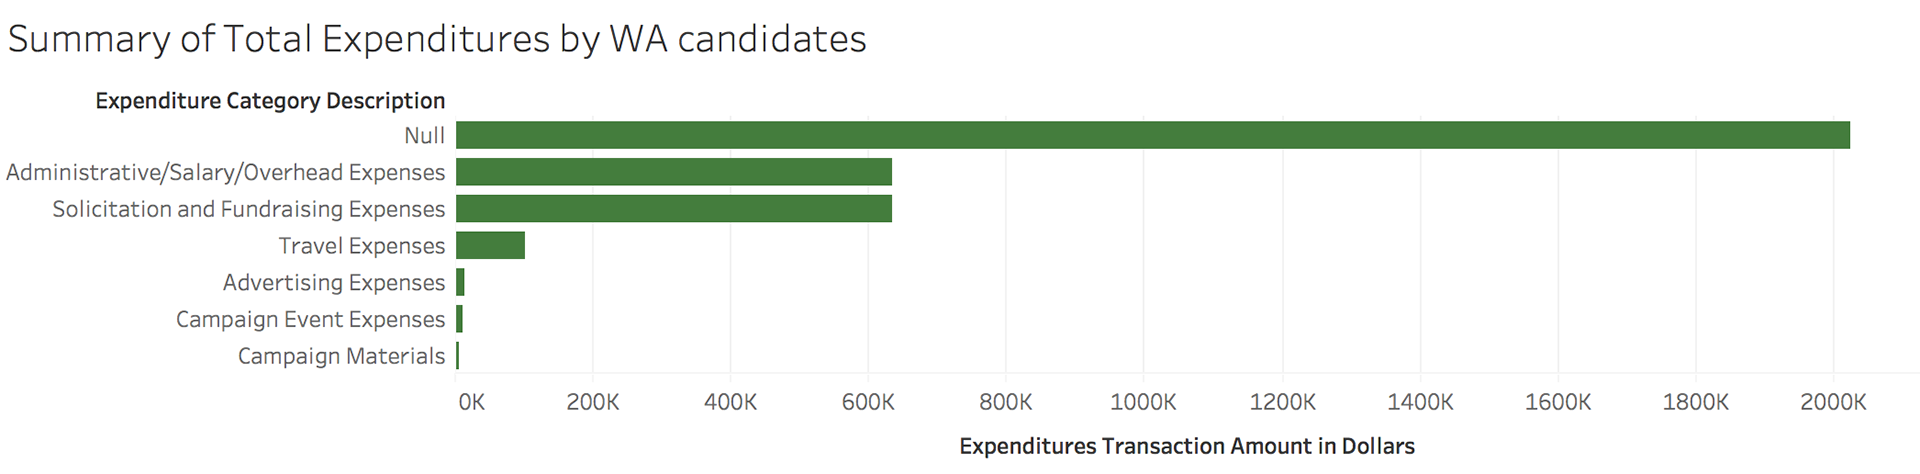 Summary of Total Expenditures by WA candidates
Expenditure Category Description
Null
Administrative/Salary/Overhead Expenses
Solicitation and Fundraising Expenses
Travel Expenses
Advertising Expenses
Campaign Event Expenses
Campaign Materials
0K 200K 400K 600K 800K 1000K 1200K 1400K 1600K 1800K 2000K
Expenditures Transaction Amount in Dollars